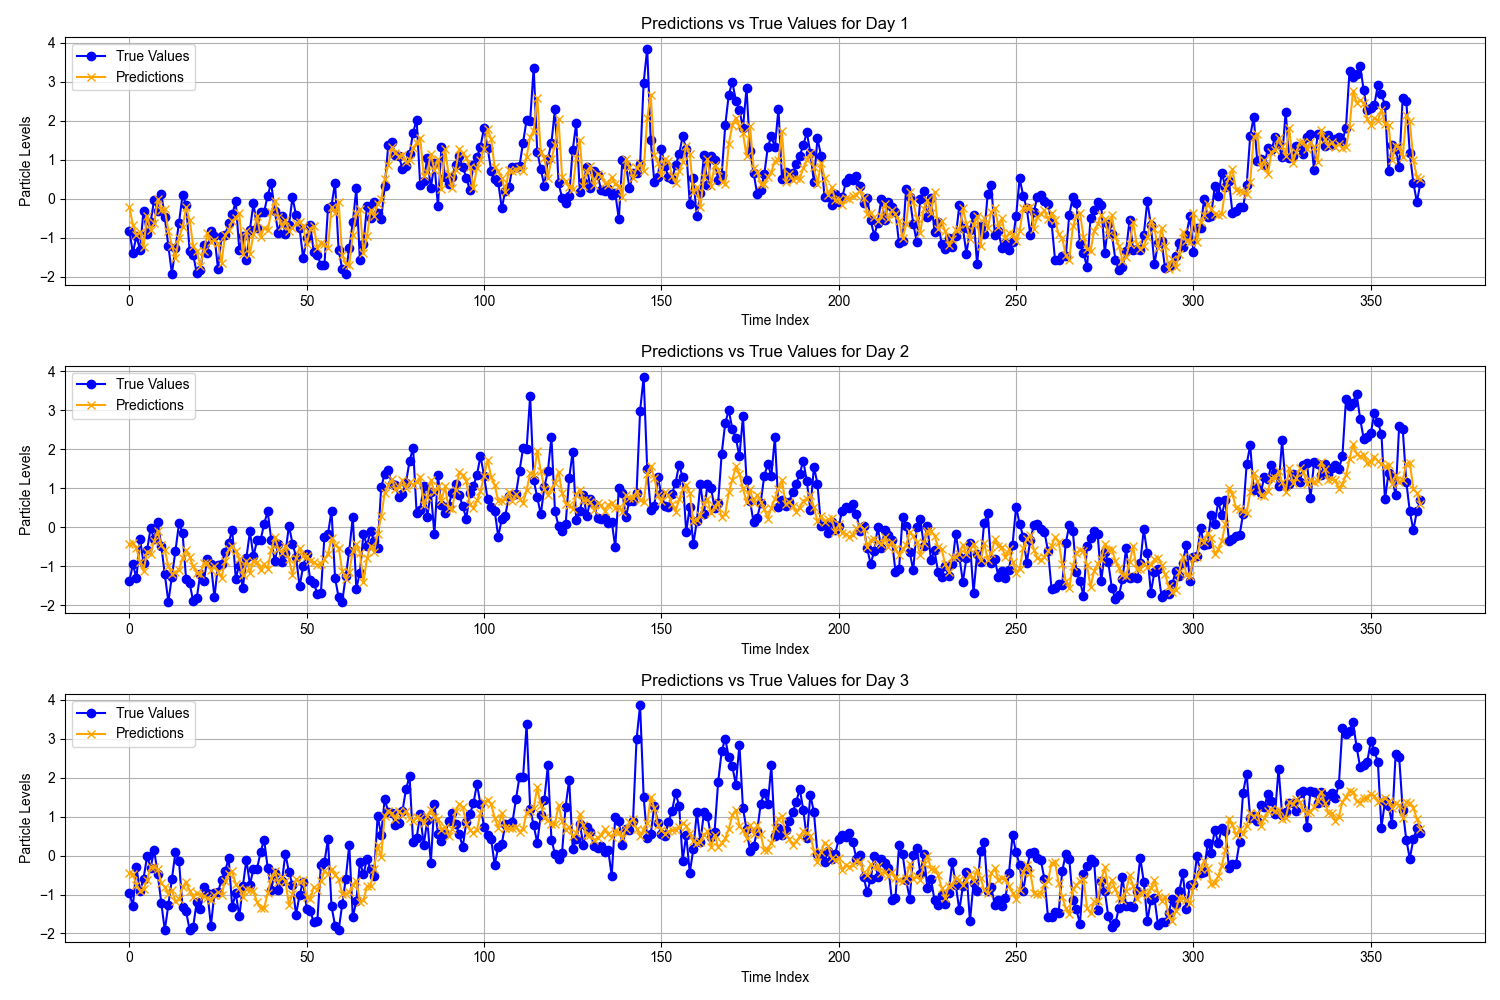 Predictions vs True Values for Day 1
True Values
Predictions
Particle Levels
4
3
2
1
0
−1
−2
0 50 100 150 200 250 300 350
Time Index
Predictions vs True Values for Day 2
True Values
Predictions
Particle Levels
4
3
2
1
0
−1
−2
0 50 100 150 200 250 300 350
Time Index
Predictions vs True Values for Day 3
True Values
Predictions
Particle Levels
4
3
2
1
0
−1
−2
0 50 100 150 200 250 300 350
Time Index